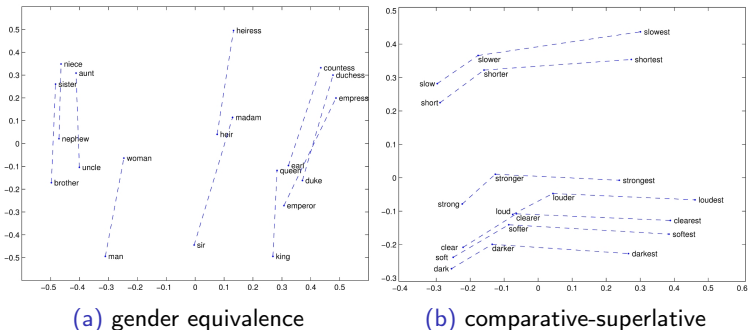 0.5
0.4
0.3
0.2
0.1
0
−0.1
−0.2
−0.3
−0.4
−0.5
heiress
niece
aunt
sister
countess
duchess
empress
madam
heir
nephew
woman
uncle
earl
queen
brother
duke
emperor
sir
man
king
−0.5 −0.4 −0.3 −0.2 −0.1 0 0.1 0.2 0.3 0.4 0.5
(a) gender equivalence
0.5
0.4
0.3
0.2
0.1
0
−0.1
−0.2
−0.3
slowest
slower
shortest
slow
shorter
short
stronger
strongest
strong
louder
loudest
loud
clearer
clearest
softer
softest
clear
soft
darker
darkest
dark
−0.4 −0.3 −0.2 −0.1 0 0.1 0.2 0.3 0.4 0.5 0.6
(b) comparative-superlative